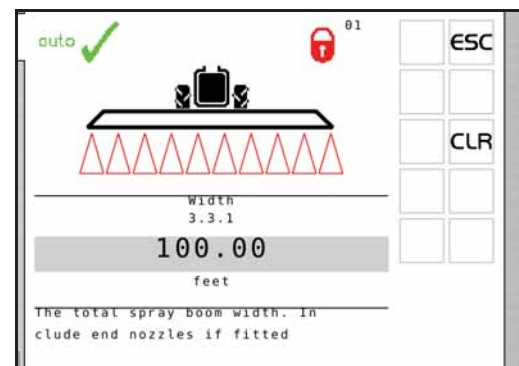 auto
01
ESC
CLR
Width
3.3.1
100.00
feet
The total spray boom width. In
clude end nozzles if fitted